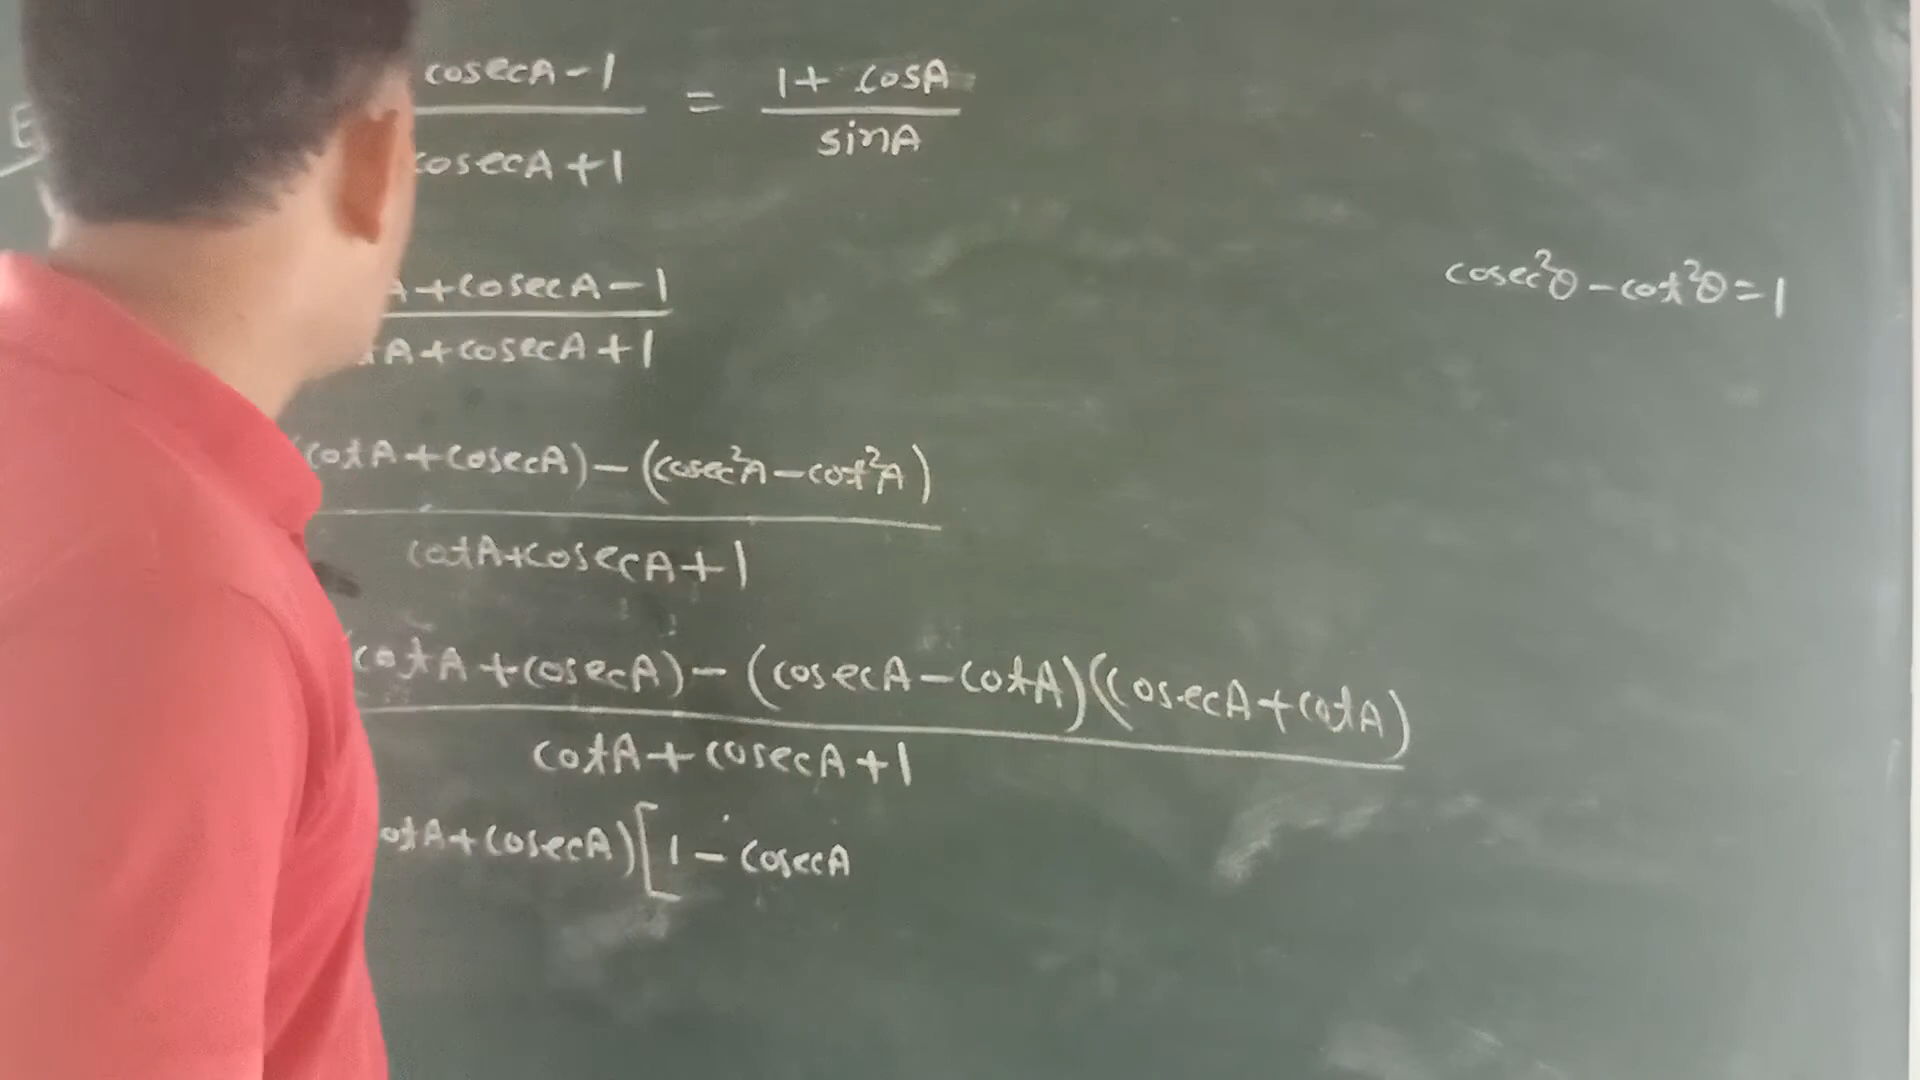 cosecA-1 = 1+ cosA
cosecA+1 sinA
cosec²θ-cot²θ=1
A+cosecA-1
A+cosecA+1
(cotA+cosecA)-(cosec²A-cot²A)
cotA+cosecA+1
(cotA+cosecA)-(cosecA-cotA)(cosecA+cotA)
cotA+cosecA+1
otA+cosecA)[1-cosecA